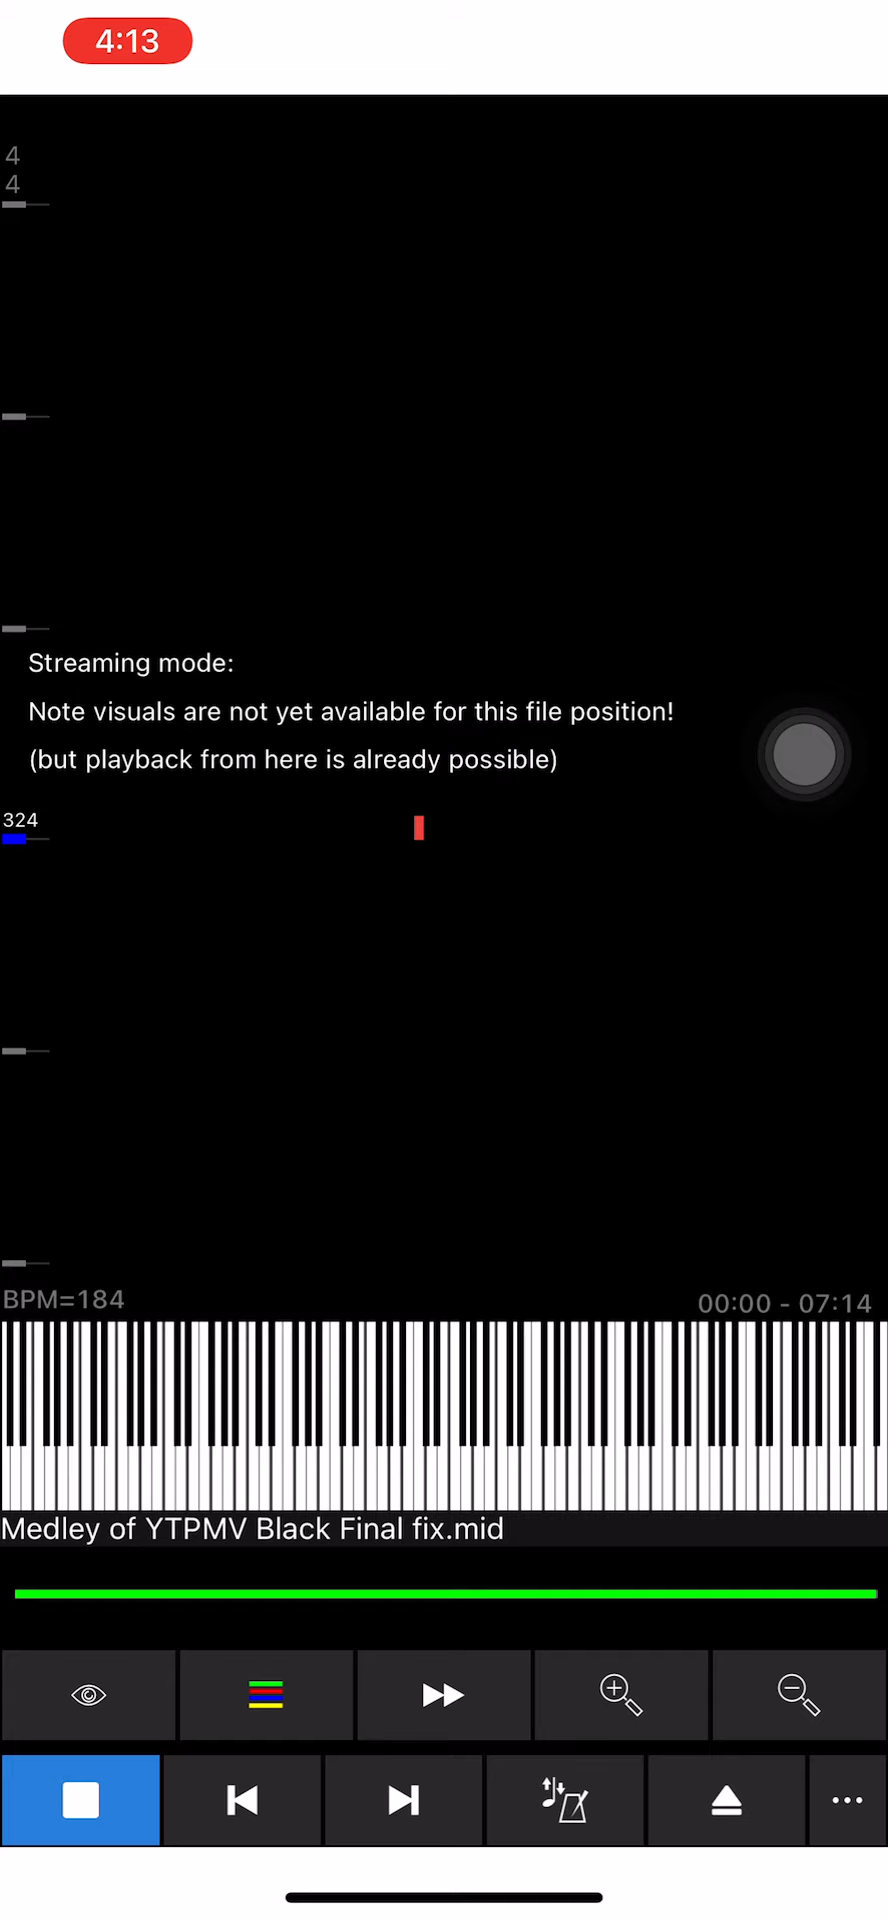 4:13
4
4
Streaming mode:
Note visuals are not yet available for this file position!
(but playback from here is already possible)
324
BPM=184
00:00 - 07:14
Medley of YTPMV Black Final fix.mid